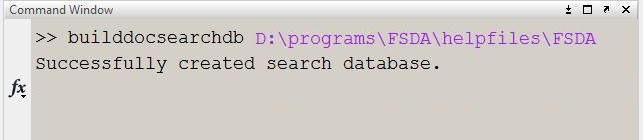 Command Window
>> builddocsearchdb D:\programs\FSDA\helpfiles\FSDA
Successfully created search database.
fx